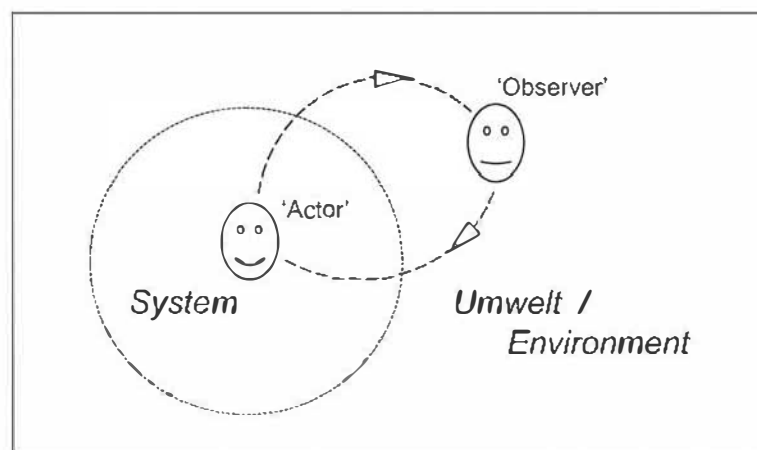 'Observer'
'Actor'
System
Umwelt /
Environment